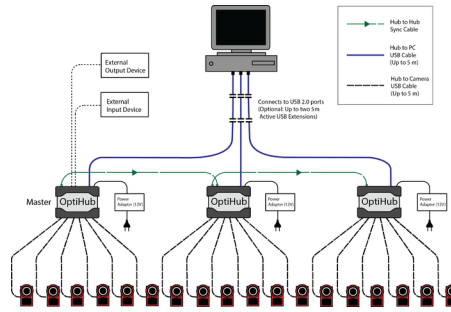 External
Output Device
External
Input Device
Connects to USB 2.0 ports
(Optional: Up to two 5m
Active USB Extensions)
Hub to Hub
Sync Cable
Hub to PC
USB Cable
(Up to 5 m)
Hub to Camera
USB Cable
(Up to 5 m)
Master
OptiHub
Power
Adapter (12V)
OptiHub
Power
Adapter (12V)
OptiHub
Power
Adapter (12V)